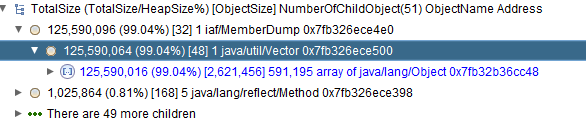 TotalSize (TotalSize/HeapSize%) [ObjectSize] NumberOfChildObject(51) ObjectName Address
125,590,096 (99.04%) [32] 1 iaf/MemberDump 0x7fb326ece4e0
125,590,064 (99.04%) [48] 1 java/util/Vector 0x7fb326ece500
125,590,016 (99.04%) [2,621,456] 591,195 array of java/lang/Object 0x7fb32b36cc48
1,025,864 (0.81%) [168] 5 java/lang/reflect/Method 0x7fb326ece398
There are 49 more children